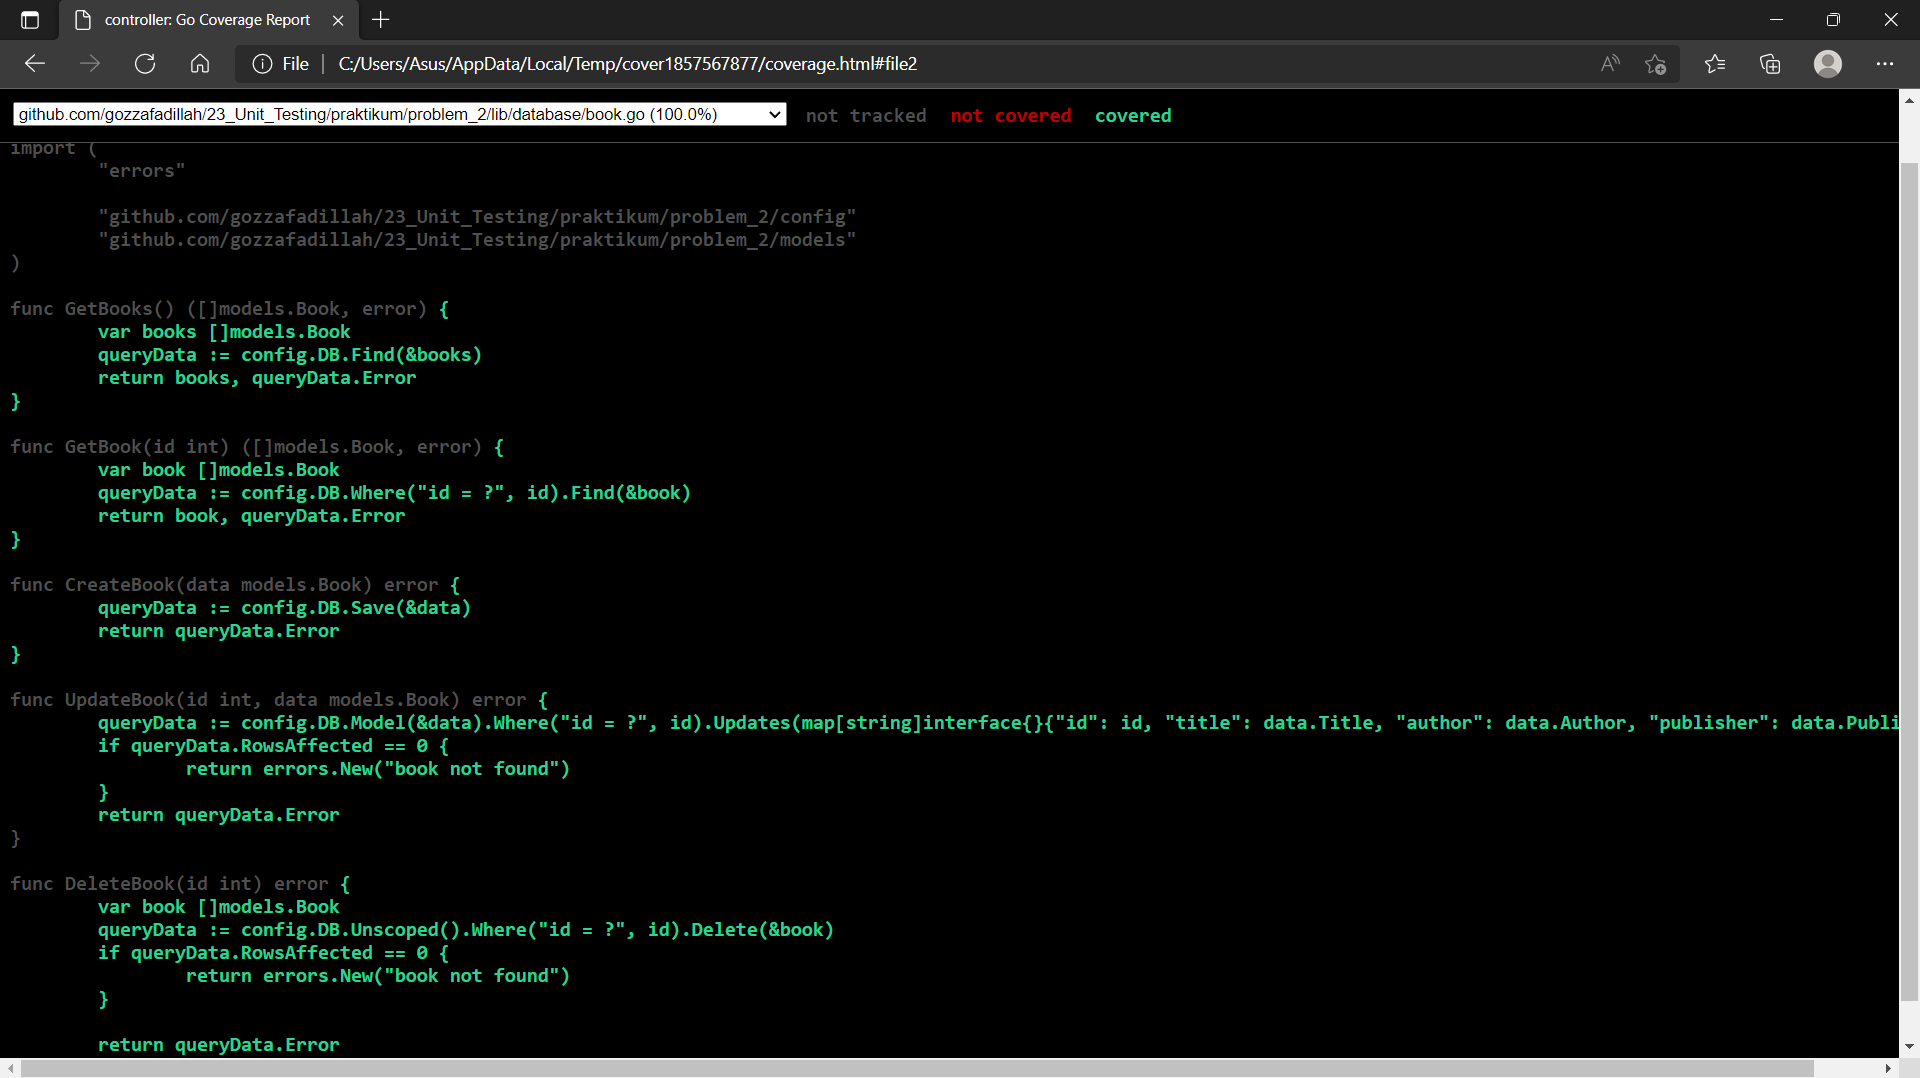 controller: Go Coverage Report
File
C:/Users/Asus/AppData/Local/Temp/cover1857567877/coverage.html#file2
github.com/gozzafadillah/23_Unit_Testing/praktikum/problem_2/lib/database/book.go (100.0%)
not tracked not covered covered
import (
"errors"
"github.com/gozzafadillah/23_Unit_Testing/praktikum/problem_2/config"
"github.com/gozzafadillah/23_Unit_Testing/praktikum/problem_2/models"
)
func GetBooks() ([]models.Book, error) {
var books []models.Book
queryData := config.DB.Find(&books)
return books, queryData.Error
}
func GetBook(id int) ([]models.Book, error) {
var book []models.Book
queryData := config.DB.Where("id = ?", id).Find(&book)
return book, queryData.Error
}
func CreateBook(data models.Book) error {
queryData := config.DB.Save(&data)
return queryData.Error
}
func UpdateBook(id int, data models.Book) error {
queryData := config.DB.Model(&data).Where("id = ?", id).Updates(map[string]interface{}{"id": id, "title": data.Title, "author": data.Author, "publisher": data.Publi
if queryData.RowsAffected == 0 {
return errors.New("book not found")
}
return queryData.Error
}
func DeleteBook(id int) error {
var book []models.Book
queryData := config.DB.Unscoped().Where("id = ?", id).Delete(&book)
if queryData.RowsAffected == 0 {
return errors.New("book not found")
}
return queryData.Error